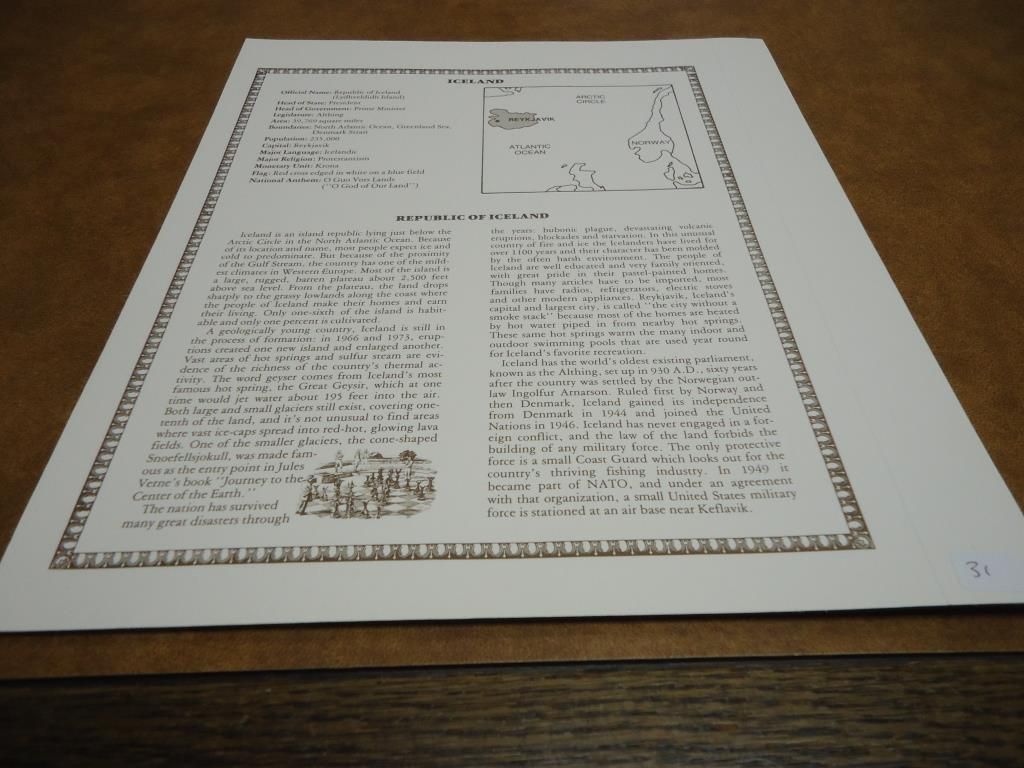 ICELAND
Official Name: Republic of Iceland
(Lydhveldidh Island)
Head of State: President
Head of Government: Prime Minister
Legislature: Althing
Area: 39,769 square miles
Boundaries: North Atlantic Ocean, Greenland Sea,
Denmark Strait
Population: 235,000
Capital: Reykjavik
Major Language: Icelandic
Major Religion: Protestantism
Monetary Unit: Krona
Flag: Red cross edged in white on a blue field
National Anthem: O Guo Vors Lands
("O God of Our Land")
ARCTIC
CIRCLE
REYKJAVIK
ATLANTIC
OCEAN
NORWAY
REPUBLIC OF ICELAND
Iceland is an island republic lying just below the
Arctic Circle in the North Atlantic Ocean. Because
of its location and name, most people expect ice and
cold to predominate. But because of the proximity
of the Gulf Stream, the country has one of the mild-
est climates in Western Europe. Most of the island is
a large, rugged, barren plateau about 2,500 feet
above sea level. From the plateau, the land drops
sharply to the grassy lowlands along the coast where
the people of Iceland make their homes and earn
their living. Only one-sixth of the island is habit-
able and only one percent is cultivated.
A geologically young country, Iceland is still in
the process of formation: in 1966 and 1973, erup-
tions created one new island and enlarged another.
Vast areas of hot springs and sulfur steam are evi-
dence of the richness of the country's thermal ac-
tivity. The word geyser comes from Iceland's most
famous hot spring, the Great Geysir, which at one
time would jet water about 195 feet into the air.
Both large and small glaciers still exist, covering one-
tenth of the land, and it's not unusual to find areas
where vast ice-caps spread into red-hot, glowing lava
fields. One of the smaller glaciers, the cone-shaped
Snoefellsjokull, was made fam-
ous as the entry point in Jules
Verne's book "Journey to the
Center of the Earth."
The nation has survived
many great disasters through
the years: bubonic plague, devastating volcanic
eruptions, blockades and starvation. In this unusual
country of fire and ice the Icelanders have lived for
over 1100 years and their character has been molded
by the often harsh environment. The people of
Iceland are well educated and very family oriented,
with great pride in their pastel-painted homes.
Though many articles have to be imported, most
families have radios, refrigerators, electric stoves
and other modern appliances. Reykjavik, Iceland's
capital and largest city, is called "the city without a
smoke stack" because most of the homes are heated
by hot water piped in from nearby hot springs.
These same hot springs warm the many indoor and
outdoor swimming pools that are used year round
for Iceland's favorite recreation.
Iceland has the world's oldest existing parliament,
known as the Althing, set up in 930 A.D., sixty years
after the country was settled by the Norwegian out-
law Ingolfur Arnarson. Ruled first by Norway and
then Denmark, Iceland gained its independence
from Denmark in 1944 and joined the United
Nations in 1946. Iceland has never engaged in a for-
eign conflict, and the law of the land forbids the
building of any military force. The only protective
force is a small Coast Guard which looks out for the
country's thriving fishing industry. In 1949 it
became part of NATO, and under an agreement
with that organization, a small United States military
force is stationed at an air base near Keflavik.
31